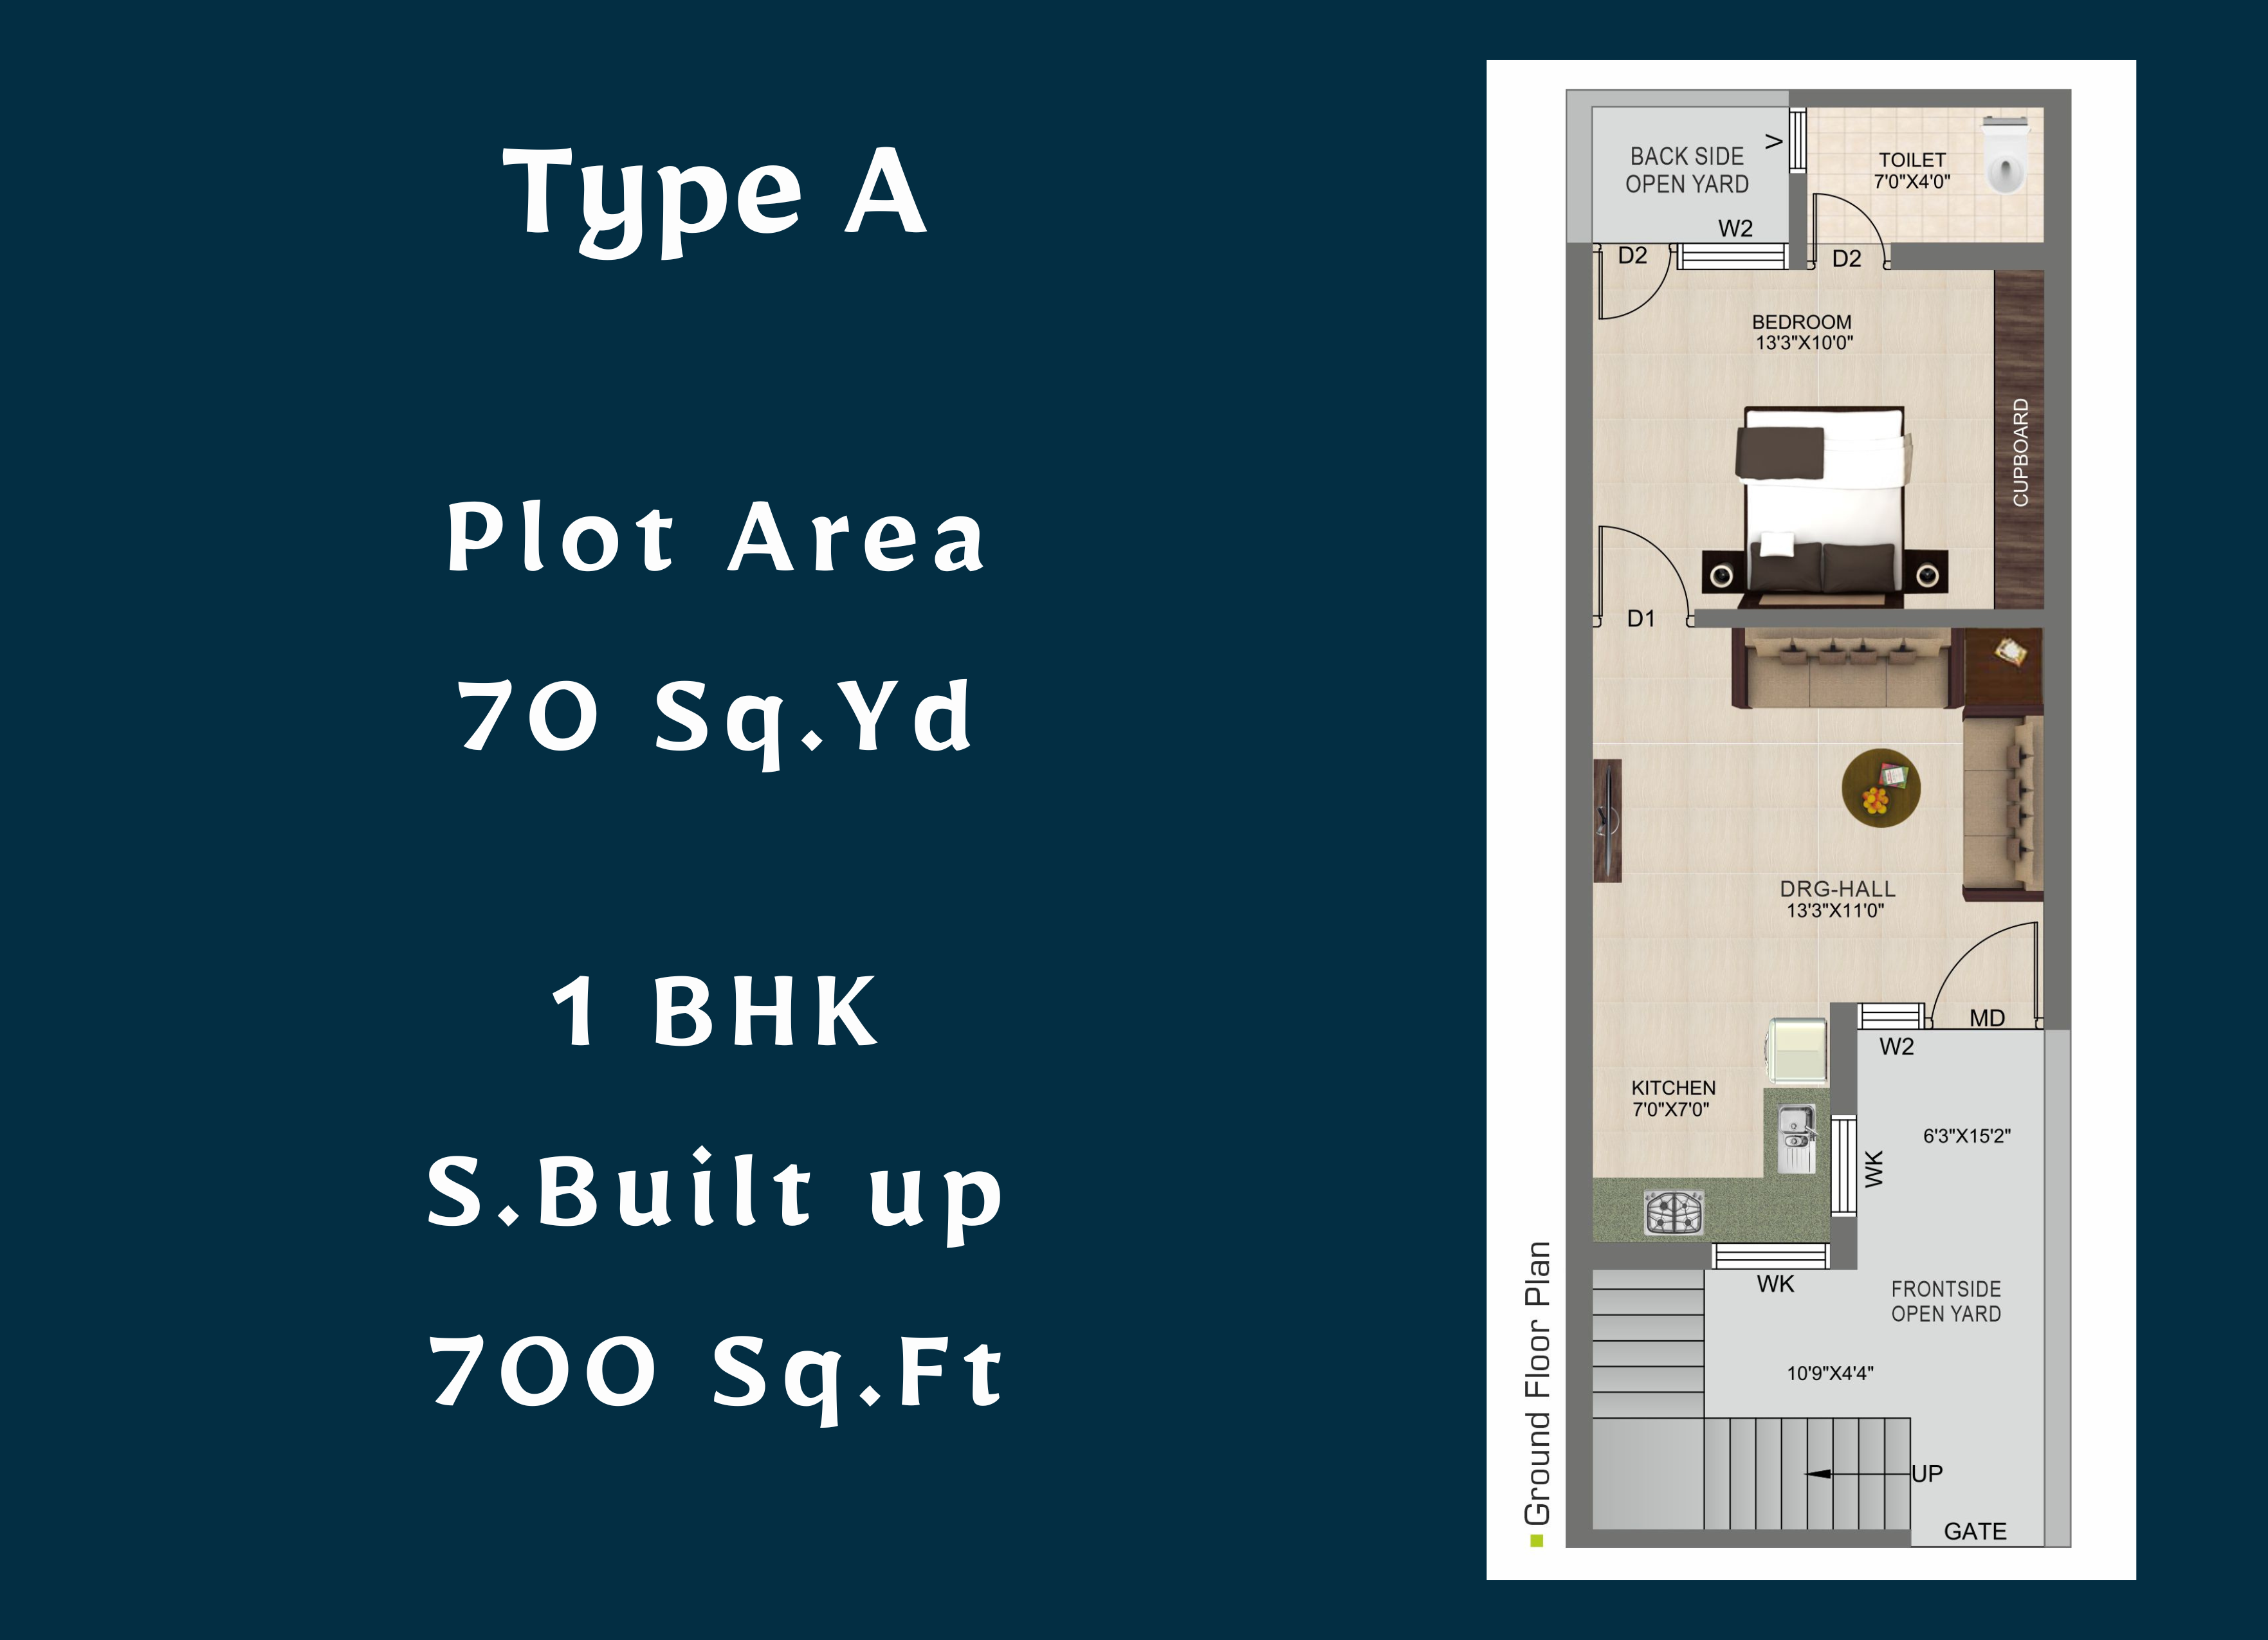 Type A
Plot Area
70 Sq.Yd
1 BHK
S.Built up
700 Sq.Ft
Ground Floor Plan
BACK SIDE
OPEN YARD
V
TOILET
7'0"X4'0"
W2
D2
D2
BEDROOM
13'3"X10'0"
CUPBOARD
D1
DRG-HALL
13'3"X11'0"
MD
W2
KITCHEN
7'0"X7'0"
6'3"X15'2"
WK
WK
FRONTSIDE
OPEN YARD
10'9"X4'4"
UP
GATE